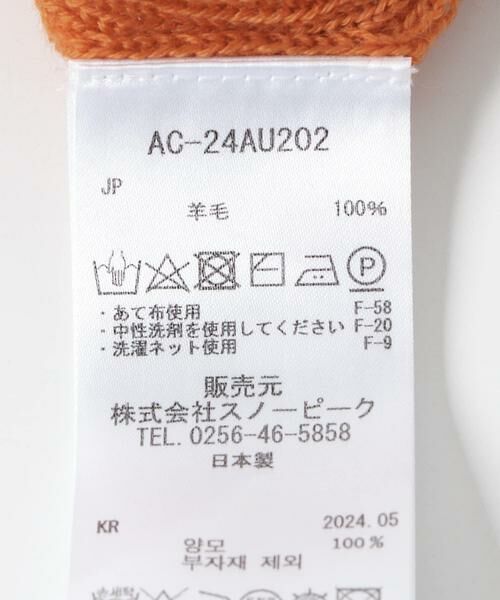 AC-24AU202
JP
羊毛 100%
P
・あて布使用 F-58
・中性洗剤を使用してください F-20
・洗濯ネット使用 F-9
販売元
株式会社スノーピーク
TEL. 0256-46-5858
日本製
KR 2024.05
양모 100%
부자재 제외
손세탁